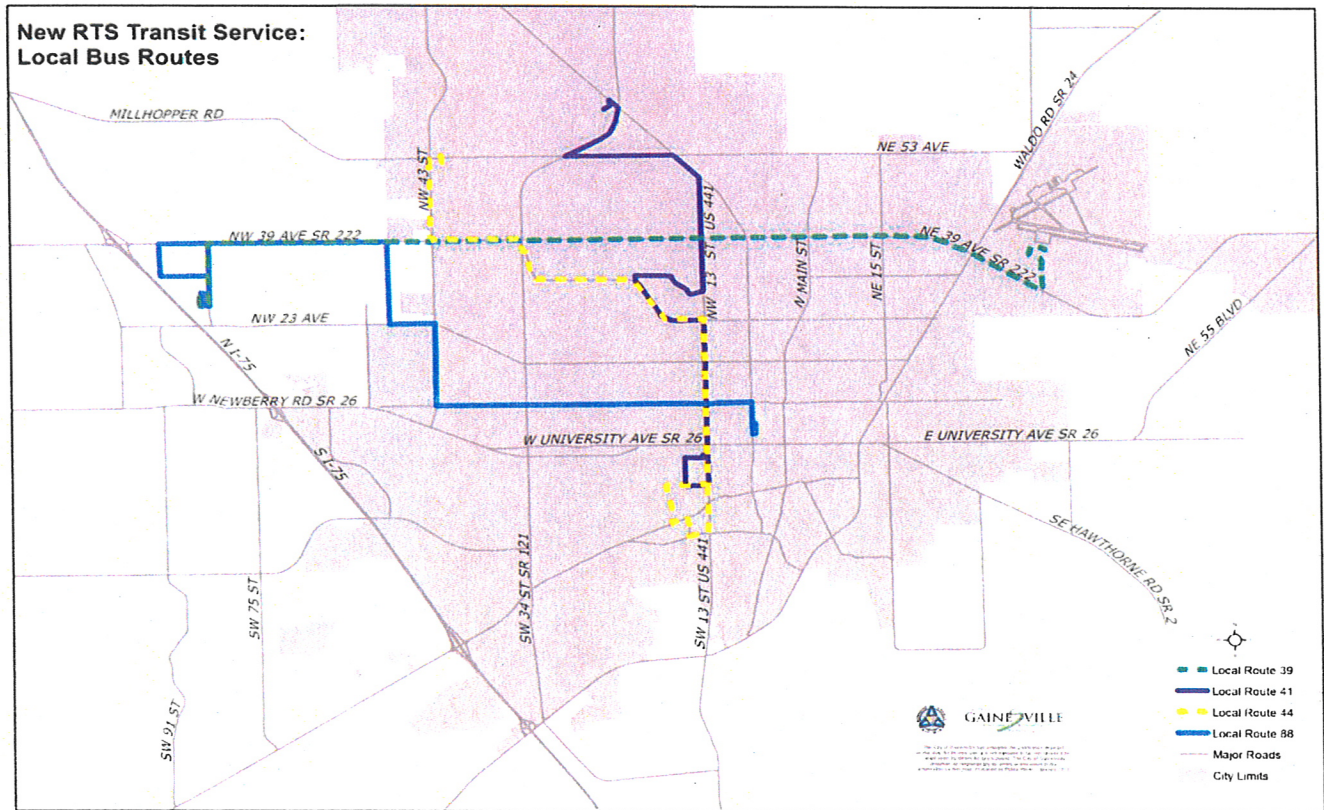 New RTS Transit Service:
Local Bus Routes
MILLHOPPER RD
NW 43 ST
NE 53 AVE
WALDO RD SR 24
NW 39 AVE SR 222
NW 13 ST US 441
N MAIN ST
NE 15 ST
NE 39 AVE SR 222
NW 23 AVE
N I-75
NE 55 BLVD
W NEWBERRY RD SR 26
W UNIVERSITY AVE SR 26
E UNIVERSITY AVE SR 26
S I-75
SW 75 ST
SW 34 ST SR 121
SW 13 ST US 441
SE HAWTHORNE RD SR 2
SW 91 ST
Local Route 39
Local Route 41
Local Route 44
Local Route 88
Major Roads
City Limits
GAINESVILLE